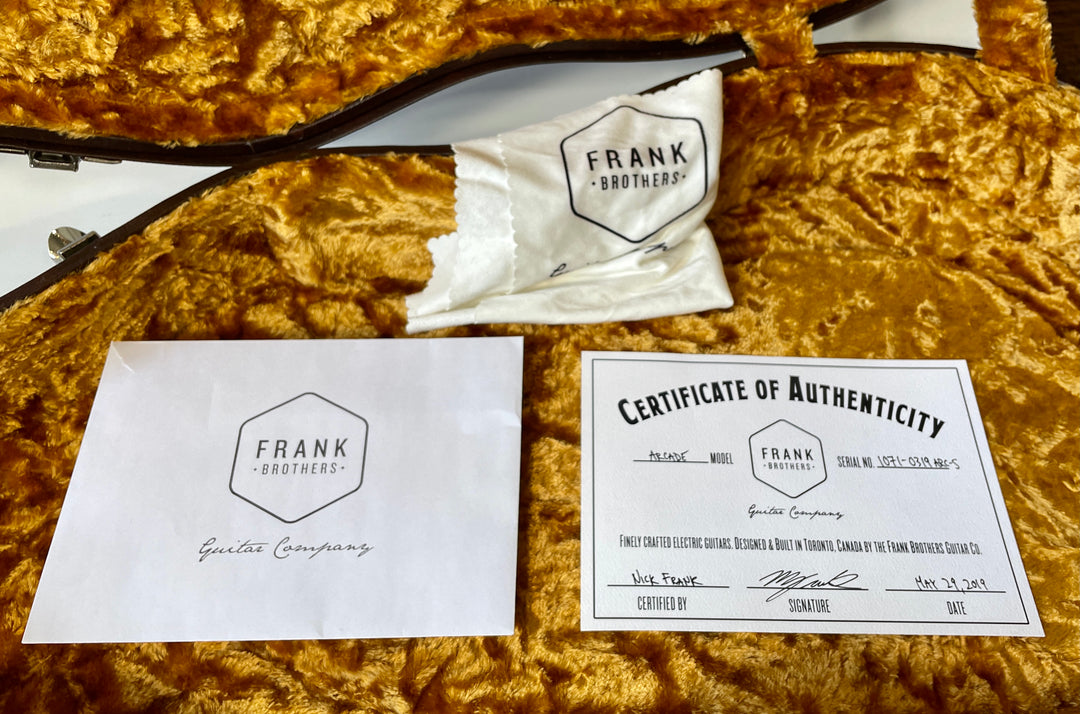 FRANK
• BROTHERS •
FRANK
• BROTHERS •
Guitar Company
CERTIFICATE OF AUTHENTICITY
ARCADE MODEL
FRANK
• BROTHERS •
SERIAL NO. 1071-0319 ARC-S
Guitar Company
FINELY CRAFTED ELECTRIC GUITARS. DESIGNED & BUILT IN TORONTO, CANADA BY THE FRANK BROTHERS GUITAR CO.
NICK FRANK
MAY 29, 2019
CERTIFIED BY
SIGNATURE
DATE